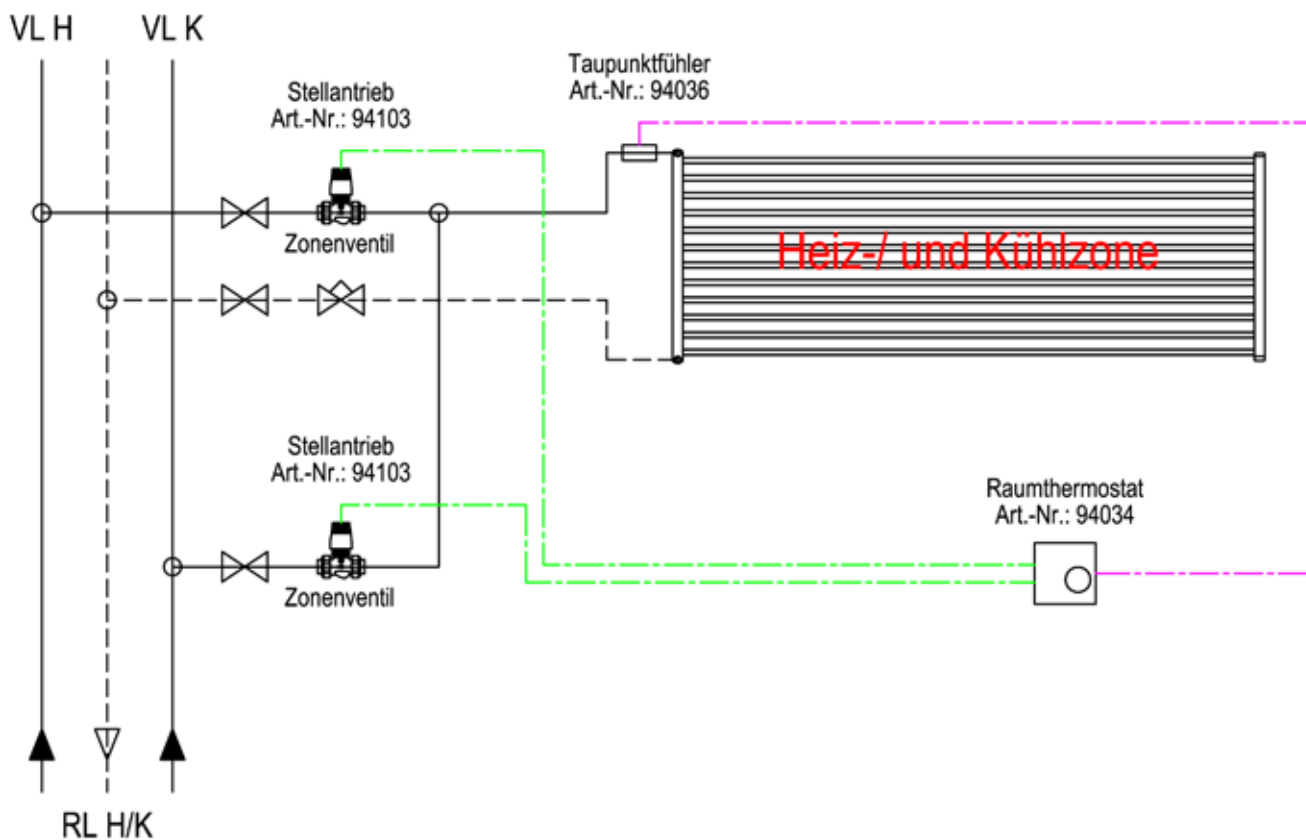 VL H
VL K
Stellantrieb
Art.-Nr.: 94103
Zonenventil
Taupunktfühler
Art.-Nr.: 94036
Heiz-/ und Kühlzone
Stellantrieb
Art.-Nr.: 94103
Zonenventil
Raumthermostat
Art.-Nr.: 94034
RL H/K